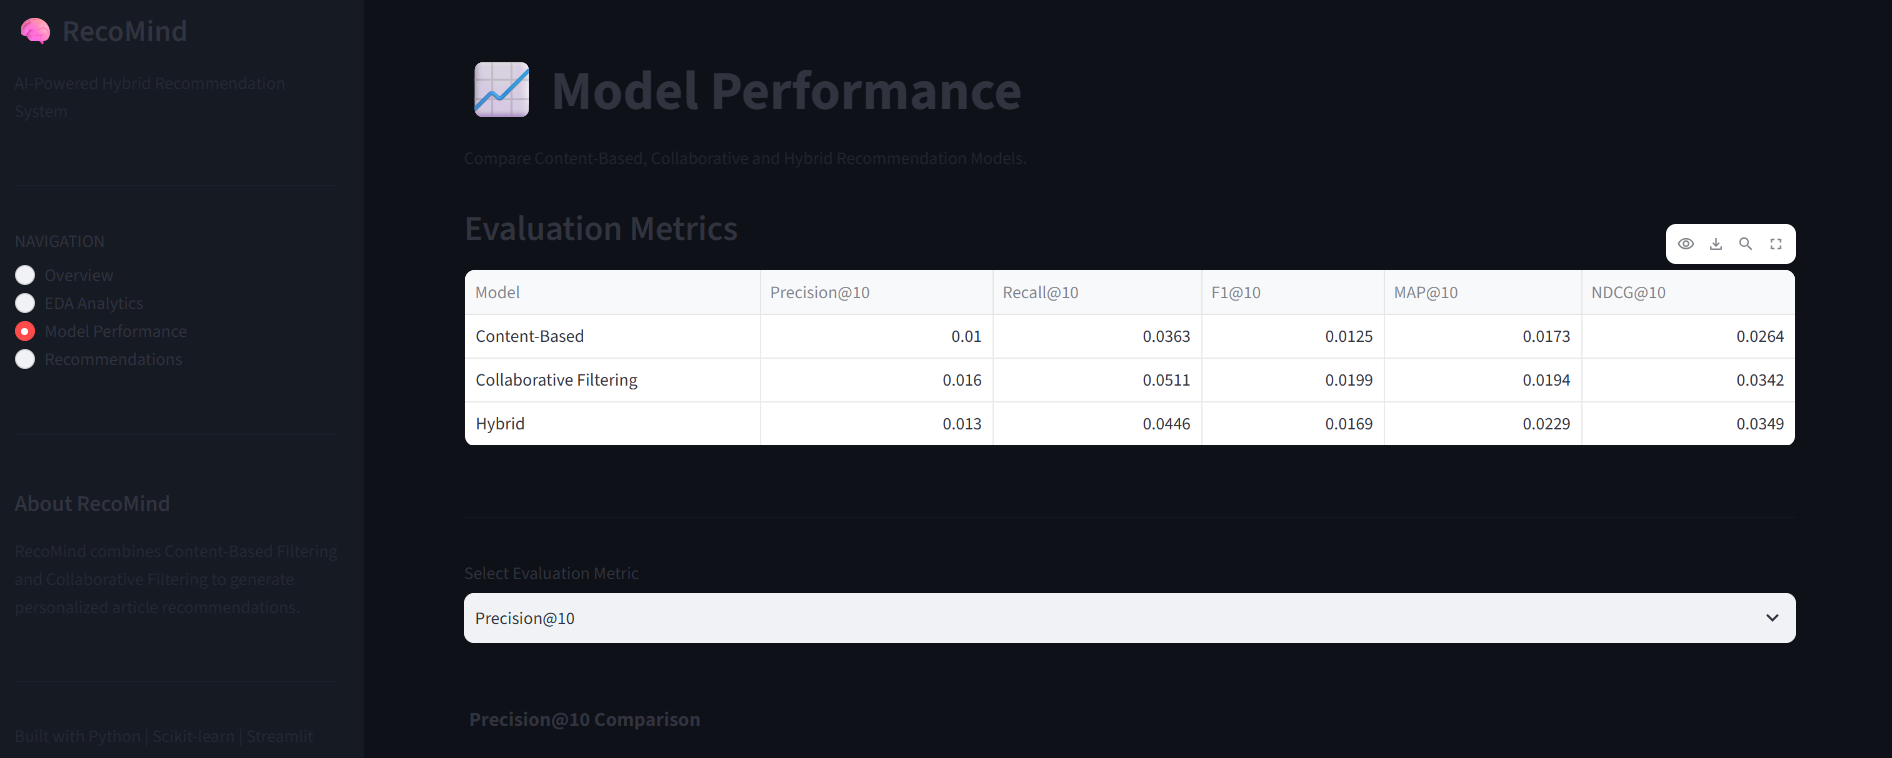 RecoMind
AI-Powered Hybrid Recommendation
System
NAVIGATION
Overview
EDA Analytics
Model Performance
Recommendations
About RecoMind
RecoMind combines Content-Based Filtering
and Collaborative Filtering to generate
personalized article recommendations.
Built with Python | Scikit-learn | Streamlit
Model Performance
Compare Content-Based, Collaborative and Hybrid Recommendation Models.
Evaluation Metrics
Model Precision@10 Recall@10 F1@10 MAP@10 NDCG@10
Content-Based 0.01 0.0363 0.0125 0.0173 0.0264
Collaborative Filtering 0.016 0.0511 0.0199 0.0194 0.0342
Hybrid 0.013 0.0446 0.0169 0.0229 0.0349
Select Evaluation Metric
Precision@10
Precision@10 Comparison